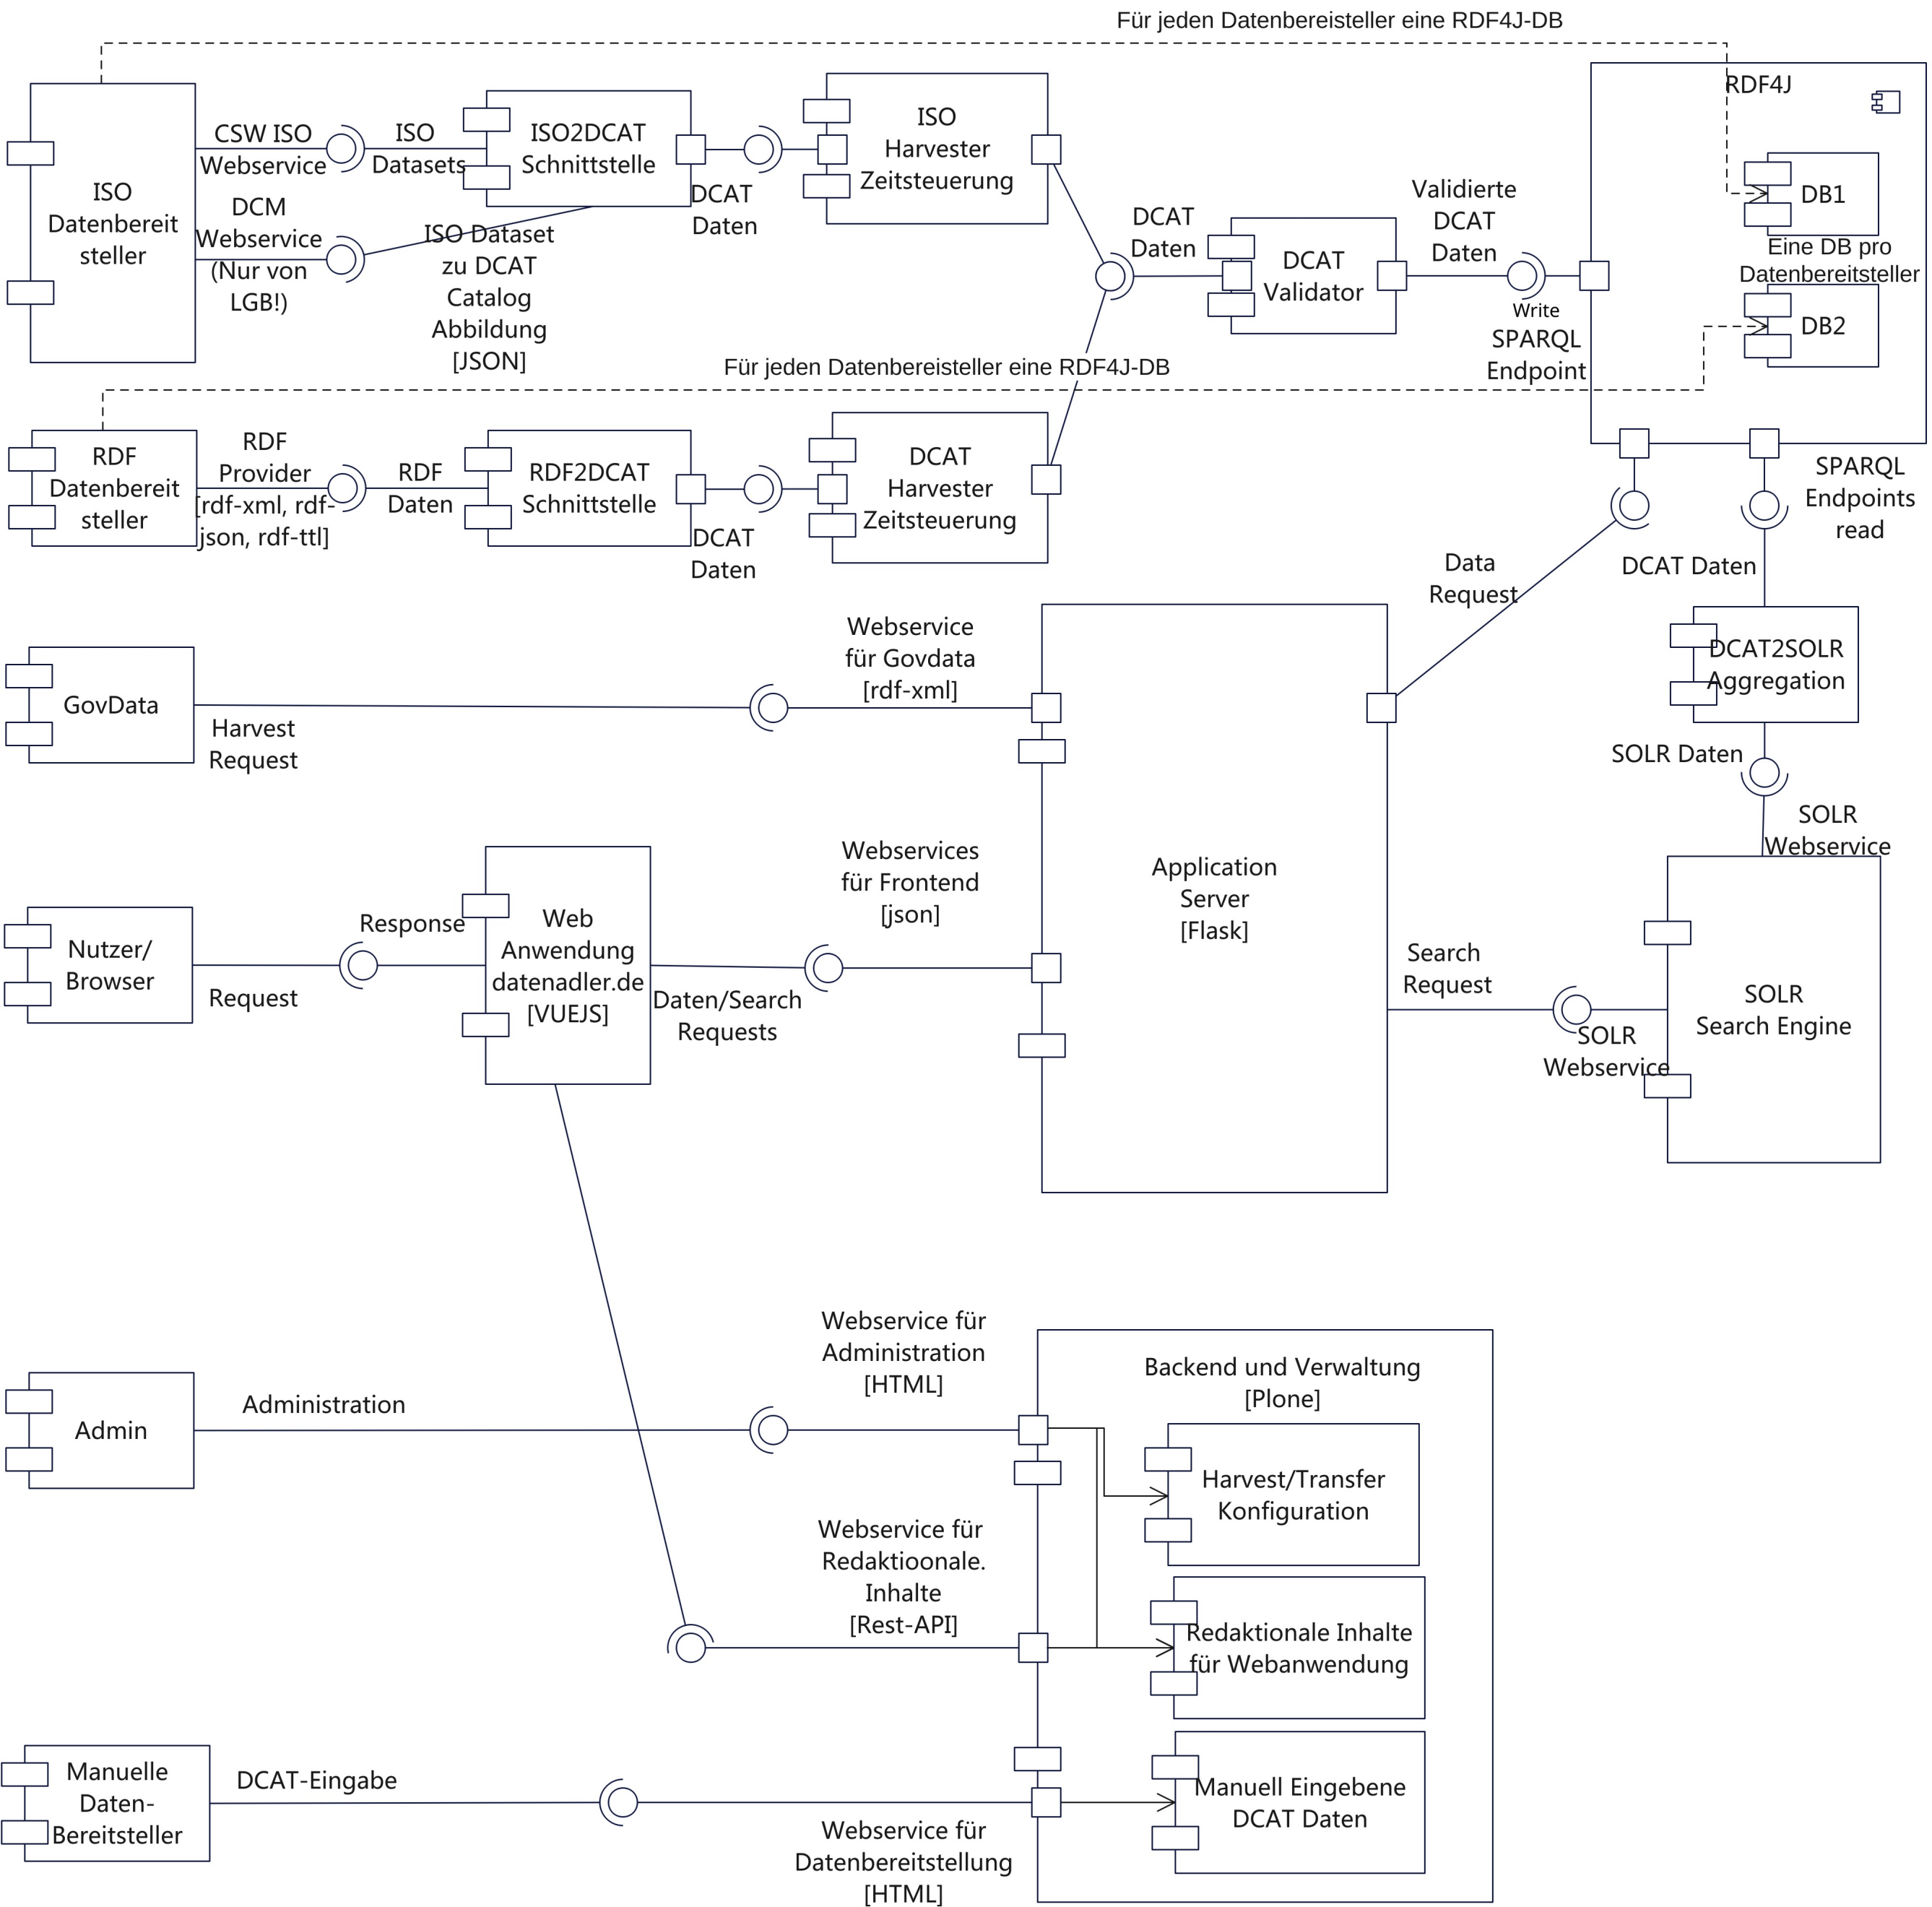 Für jeden Datenbereisteller eine RDF4J-DB
ISO
Datenbereit
steller
CSW ISO
Webservice
DCM
Webservice
(Nur von
LGB!)
ISO
Datasets
ISO2DCAT
Schnittstelle
ISO Dataset
zu DCAT
Catalog
Abbildung
[JSON]
DCAT
Daten
ISO
Harvester
Zeitsteuerung
DCAT
Daten
DCAT
Validator
Validierte
DCAT
Daten
Write
SPARQL
Endpoint
RDF4J
DB1
Eine DB pro
Datenbereitsteller
DB2
Für jeden Datenbereisteller eine RDF4J-DB
RDF
Datenbereit
steller
RDF
Provider
[rdf-xml, rdf-
json, rdf-ttl]
RDF
Daten
RDF2DCAT
Schnittstelle
DCAT
Daten
DCAT
Harvester
Zeitsteuerung
SPARQL
Endpoints
read
Data
Request
DCAT Daten
DCAT2SOLR
Aggregation
SOLR Daten
SOLR
Webservice
GovData
Harvest
Request
Webservice
für Govdata
[rdf-xml]
Application
Server
[Flask]
Nutzer/
Browser
Request
Response
Web
Anwendung
datenadler.de
[VUEJS]
Daten/Search
Requests
Webservices
für Frontend
[json]
Search
Request
SOLR
Webservice
SOLR
Search Engine
Admin
Administration
Webservice für
Administration
[HTML]
Backend und Verwaltung
[Plone]
Harvest/Transfer
Konfiguration
Webservice für
Redaktioonale.
Inhalte
[Rest-API]
Redaktionale Inhalte
für Webanwendung
Manuelle
Daten-
Bereitsteller
DCAT-Eingabe
Webservice für
Datenbereitstellung
[HTML]
Manuell Eingebene
DCAT Daten